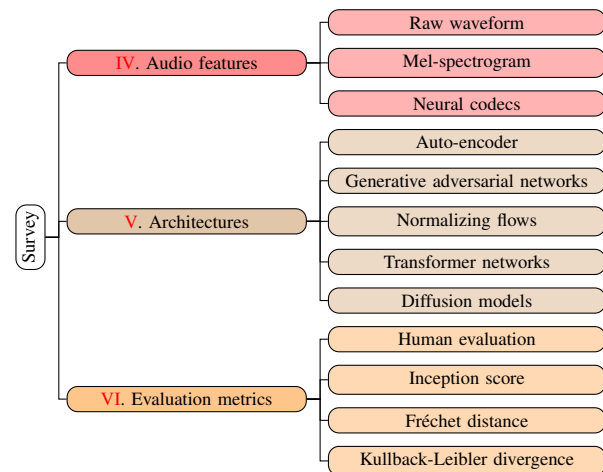 Survey
IV. Audio features
Raw waveform
Mel-spectrogram
Neural codecs
V. Architectures
Auto-encoder
Generative adversarial networks
Normalizing flows
Transformer networks
Diffusion models
VI. Evaluation metrics
Human evaluation
Inception score
Fréchet distance
Kullback-Leibler divergence